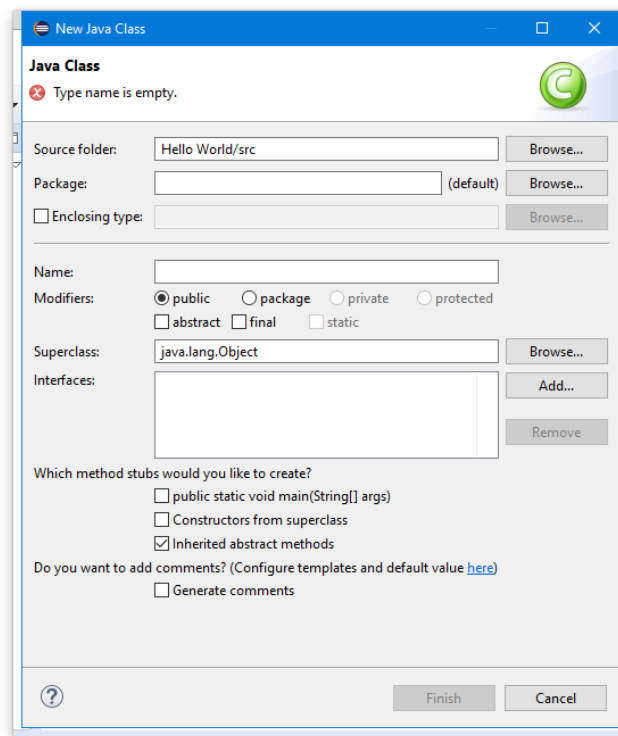 New Java Class
Java Class
Type name is empty.
Source folder: Hello World/src Browse...
Package: (default) Browse...
Enclosing type: Browse...
Name:
Modifiers: public package private protected
abstract final static
Superclass: java.lang.Object Browse...
Interfaces: Add...
Remove
Which method stubs would you like to create?
public static void main(String[] args)
Constructors from superclass
Inherited abstract methods
Do you want to add comments? (Configure templates and default value here)
Generate comments
? Finish Cancel